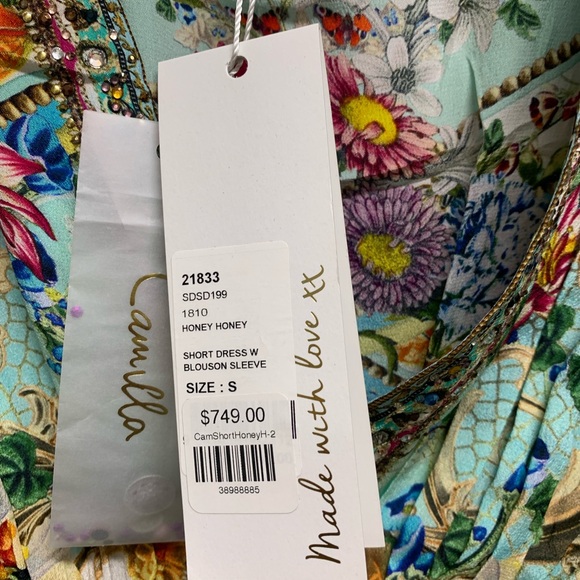 21833
SDSD199
1810
HONEY HONEY
SHORT DRESS W
BLOUSON SLEEVE
SIZE : S
$749.00
CamShortHoneyH-2
38988885
Camilla
Made with love xx